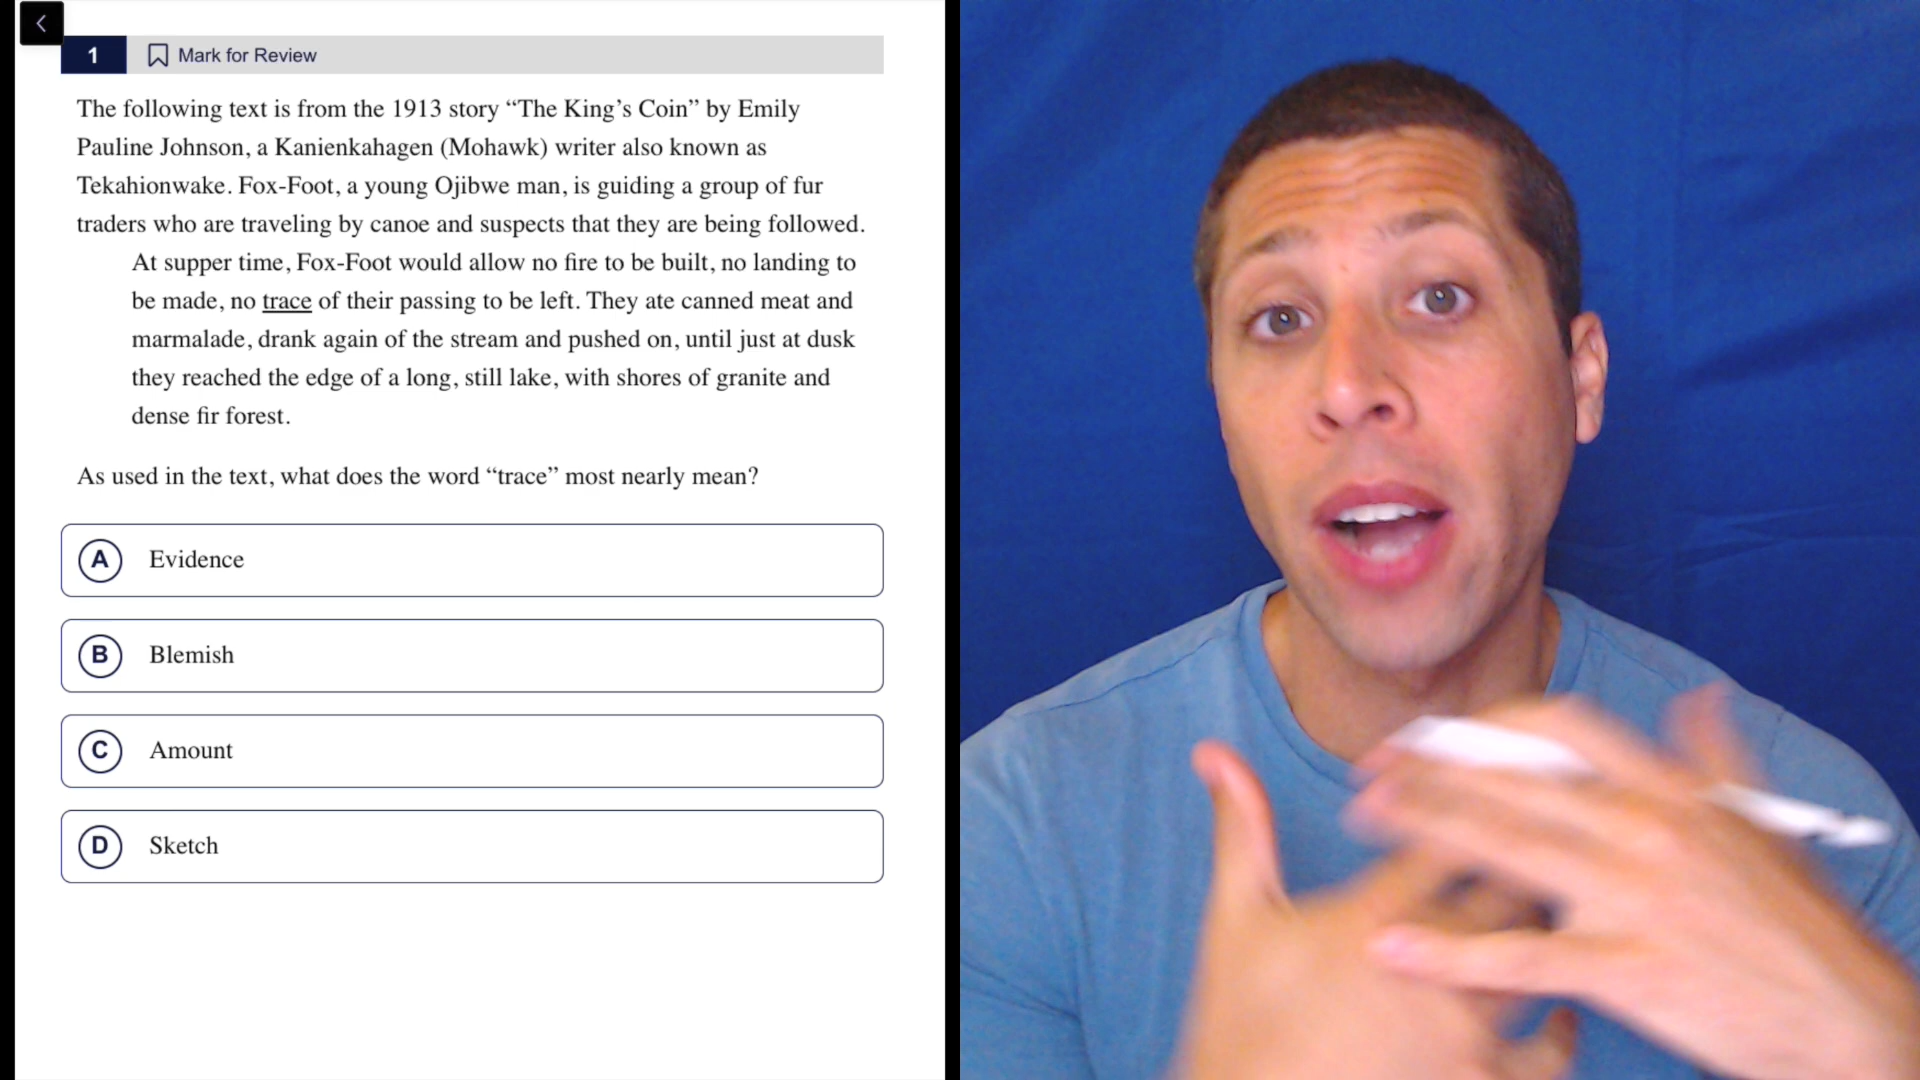 1 Mark for Review
The following text is from the 1913 story “The King’s Coin” by Emily
Pauline Johnson, a Kanienkahagen (Mohawk) writer also known as
Tekahionwake. Fox-Foot, a young Ojibwe man, is guiding a group of fur
traders who are traveling by canoe and suspects that they are being followed.
At supper time, Fox-Foot would allow no fire to be built, no landing to
be made, no trace of their passing to be left. They ate canned meat and
marmalade, drank again of the stream and pushed on, until just at dusk
they reached the edge of a long, still lake, with shores of granite and
dense fir forest.
As used in the text, what does the word “trace” most nearly mean?
A Evidence
B Blemish
C Amount
D Sketch